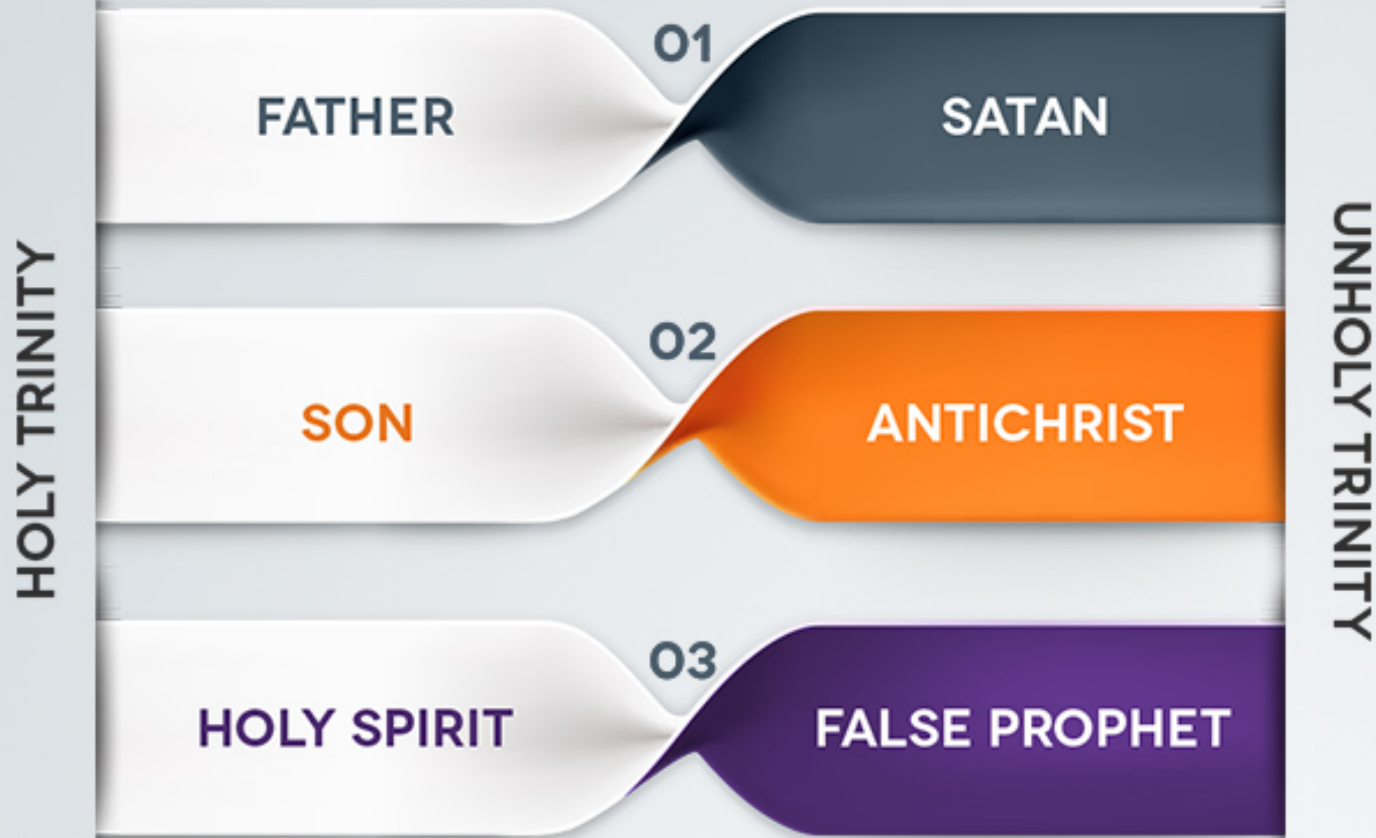 HOLY TRINITY
01
FATHER
SATAN
02
SON
ANTICHRIST
03
HOLY SPIRIT
FALSE PROPHET
UNHOLY TRINITY